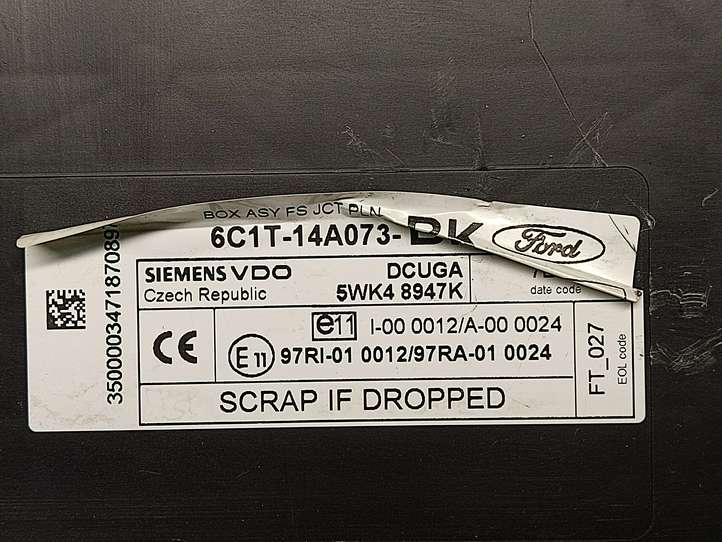 BOX ASY FS JCT PLN
6C1T-14A073-BK
Ford
SIEMENS VDO
DCUGA
Czech Republic
5WK4 8947K
date code
CE
e11
I-00 0012/A-00 0024
E11
97RI-01 0012/97RA-01 0024
SCRAP IF DROPPED
FT_027
EOL code